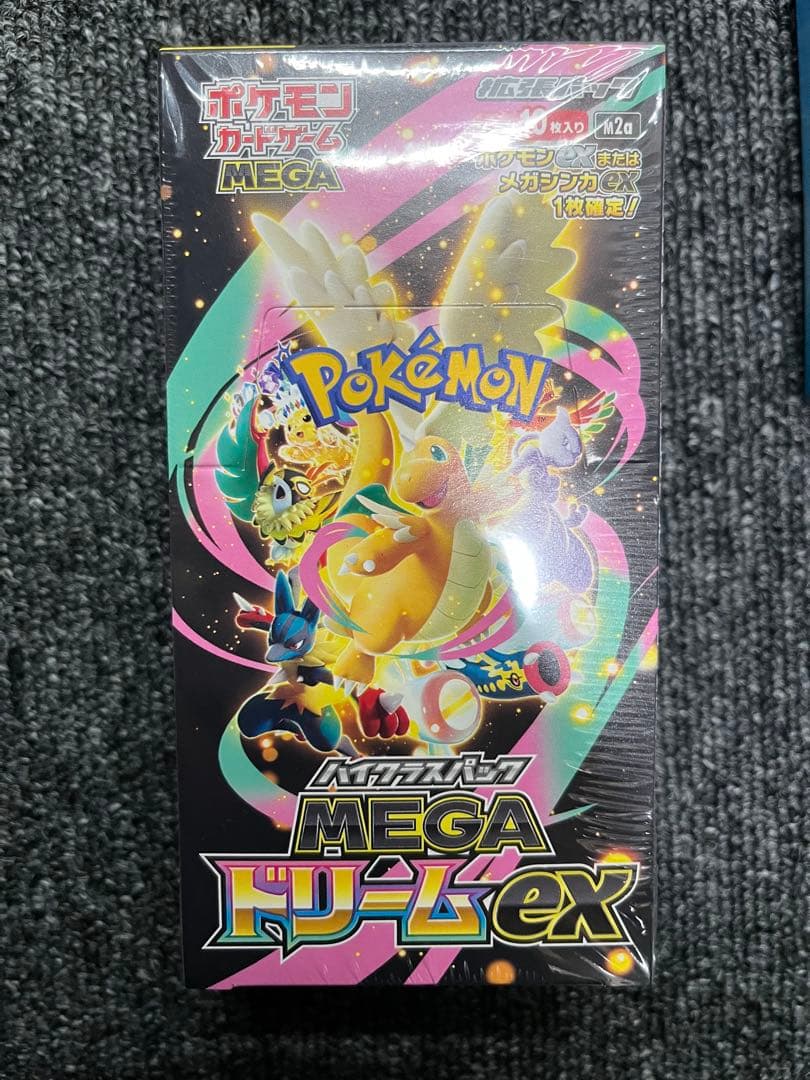 ポケモン
カードゲーム
MEGA
拡張パック
10枚入り M2a
ポケモンexまたは
メガシンカex
1枚確定!
POKéMON
ハイクラスパック
MEGA
ドリームex